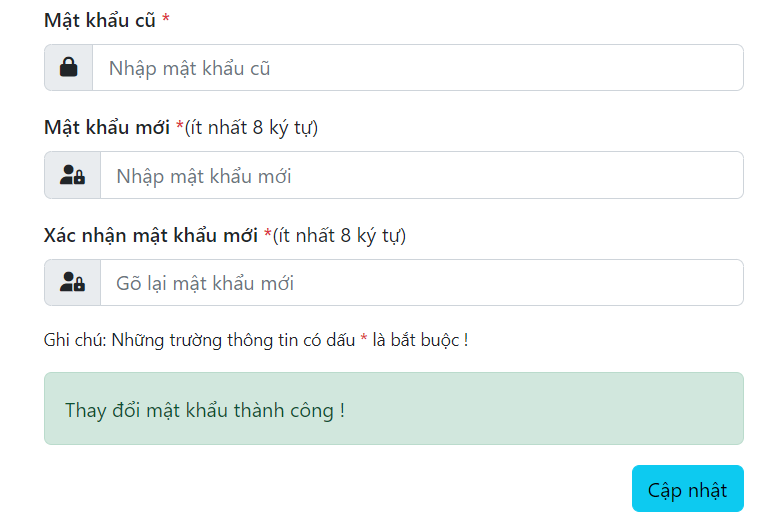 Mật khẩu cũ *
Nhập mật khẩu cũ
Mật khẩu mới *(ít nhất 8 ký tự)
Nhập mật khẩu mới
Xác nhận mật khẩu mới *(ít nhất 8 ký tự)
Gõ lại mật khẩu mới
Ghi chú: Những trường thông tin có dấu * là bắt buộc !
Thay đổi mật khẩu thành công !
Cập nhật